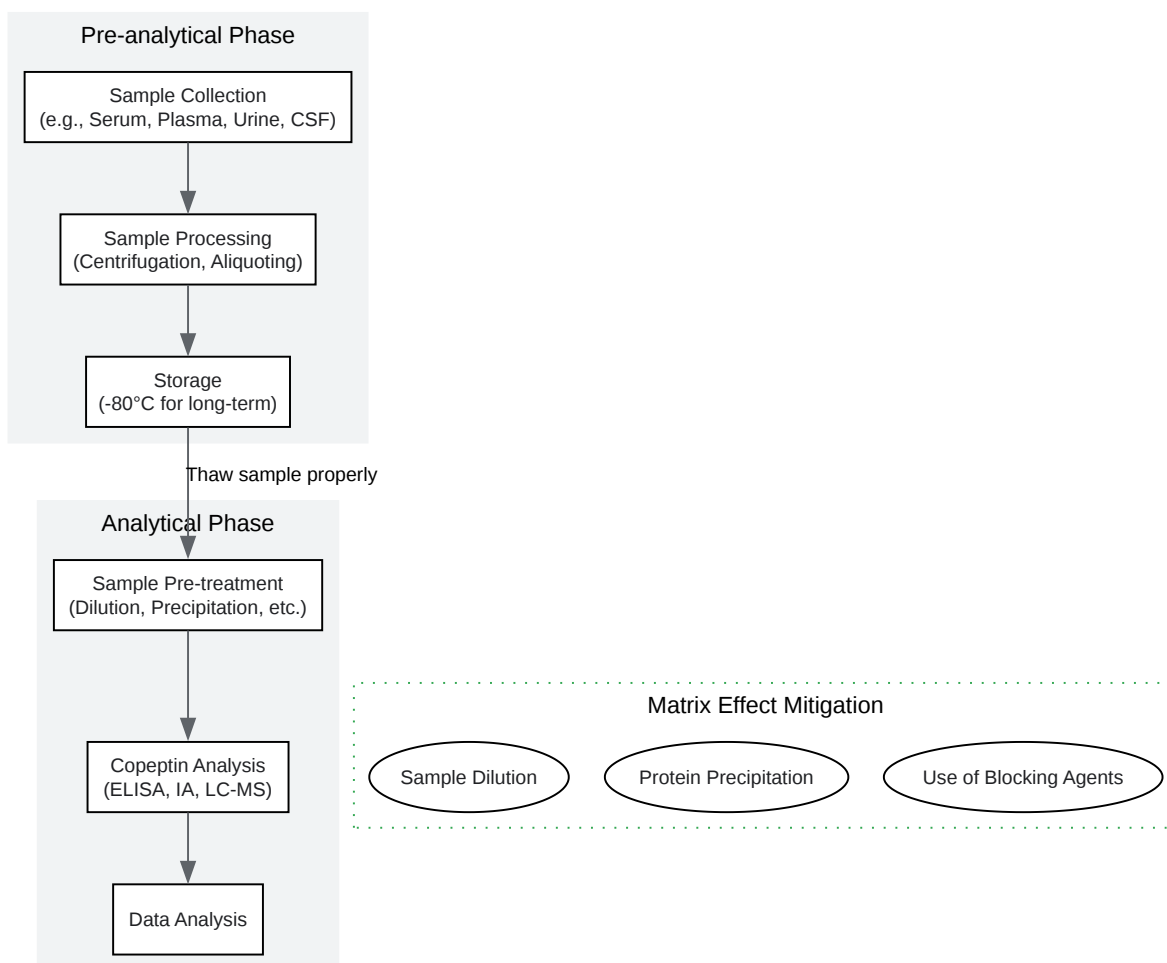 Pre-analytical Phase
Sample Collection
(e.g., Serum, Plasma, Urine, CSF)
Sample Processing
(Centrifugation, Aliquoting)
Storage
(-80°C for long-term)
Thaw sample properly
Analytical Phase
Sample Pre-treatment
(Dilution, Precipitation, etc.)
Matrix Effect Mitigation
Copeptin Analysis
(ELISA, IA, LC-MS)
Sample Dilution
Protein Precipitation
Use of Blocking Agents
Data Analysis